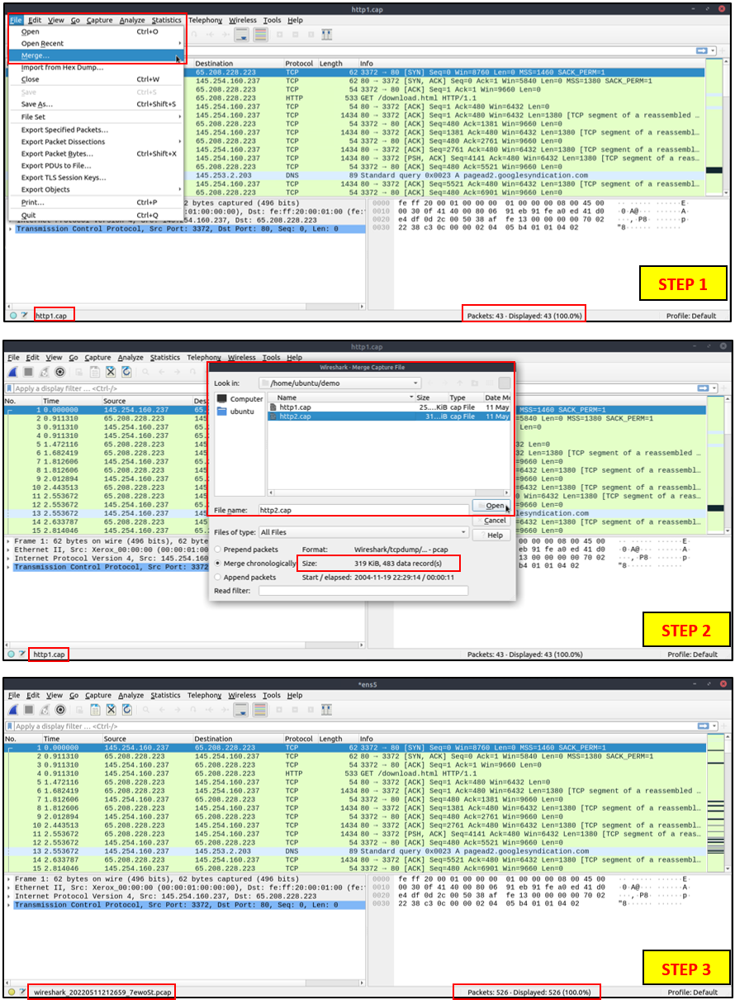 http1.cap
File Edit View Go Capture Analyze Statistics Telephony Wireless Tools Help
Open Ctrl+O
Open Recent
Merge...
Import from Hex Dump...
Close Ctrl+W
Save Ctrl+S
Save As... Ctrl+Shift+S
File Set
Export Specified Packets...
Export Packet Dissections
Export Packet Bytes... Ctrl+Shift+X
Export PDUs to File...
Export TLS Session Keys...
Export Objects
Print... Ctrl+P
Quit Ctrl+Q
Destination Protocol Length Info
65.208.228.223 TCP 62 3372 → 80 [SYN] Seq=0 Win=8760 Len=0 MSS=1460 SACK_PERM=1
145.254.160.237 TCP 62 80 → 3372 [SYN, ACK] Seq=0 Ack=1 Win=5840 Len=0 MSS=1380 SACK_PERM=1
65.208.228.223 TCP 54 3372 → 80 [ACK] Seq=1 Ack=1 Win=9660 Len=0
65.208.228.223 HTTP 533 GET /download.html HTTP/1.1
145.254.160.237 TCP 54 80 → 3372 [ACK] Seq=1 Ack=480 Win=6432 Len=0
145.254.160.237 TCP 1434 80 → 3372 [ACK] Seq=1 Ack=480 Win=6432 Len=1380 [TCP segment of a reassembled …
65.208.228.223 TCP 54 3372 → 80 [ACK] Seq=480 Ack=1381 Win=9660 Len=0
145.254.160.237 TCP 1434 80 → 3372 [ACK] Seq=1381 Ack=480 Win=6432 Len=1380 [TCP segment of a reassembl…
65.208.228.223 TCP 54 3372 → 80 [ACK] Seq=480 Ack=2761 Win=9660 Len=0
145.254.160.237 TCP 1434 80 → 3372 [ACK] Seq=2761 Ack=480 Win=6432 Len=1380 [TCP segment of a reassembl…
145.254.160.237 TCP 1434 80 → 3372 [PSH, ACK] Seq=4141 Ack=480 Win=6432 Len=1380 [TCP segment of a reas…
65.208.228.223 TCP 54 3372 → 80 [ACK] Seq=480 Ack=5521 Win=9660 Len=0
145.253.2.203 DNS 89 Standard query 0x0023 A pagead2.googlesyndication.com
145.254.160.237 TCP 1434 80 → 3372 [ACK] Seq=5521 Ack=480 Win=6432 Len=1380 [TCP segment of a reassembl…
65.208.228.223 TCP 54 3372 → 80 [ACK] Seq=480 Ack=6901 Win=9660 Len=0
2 bytes captured (496 bits)
:01:00:00:00), Dst: fe:ff:20:00:01:00 (fe:
Internet Protocol Version 4, Src: 145.254.160.237, Dst: 65.208.228.223
Transmission Control Protocol, Src Port: 3372, Dst Port: 80, Seq: 0, Len: 0
0000 fe ff 20 00 01 00 00 00 01 00 00 00 08 00 45 00 ·· ····· ······E·
0010 00 30 0f 41 40 00 80 06 91 eb 91 fe a0 ed 41 d0 ·0·A@··· ······A·
0020 e4 df 0d 2c 00 50 38 af fe 13 00 00 00 00 70 02 ···,·P8· ······p·
0030 22 38 c3 0c 00 00 02 04 05 b4 01 01 04 02 "8······ ······
STEP 1
http1.cap
Packets: 43 · Displayed: 43 (100.0%)
Profile: Default
http1.cap
File Edit View Go Capture Analyze Statistics Telephony Wireless Tools Help
Apply a display filter ... <Ctrl-/>
No. Time Source Des
1 0.000000 145.254.160.237 65. MSS=1460 SACK_PERM=1
2 0.911310 65.208.228.223 145 =5840 Len=0 MSS=1380 SACK_PERM=1
3 0.911310 145.254.160.237 65. Len=0
4 0.911310 145.254.160.237 65.
5 1.472116 65.208.228.223 145 32 Len=0
6 1.682419 65.208.228.223 145 32 Len=1380 [TCP segment of a reassembled …
7 1.812606 145.254.160.237 65. =9660 Len=0
8 1.812606 65.208.228.223 145 =6432 Len=1380 [TCP segment of a reassembl…
9 2.012894 145.254.160.237 65. =9660 Len=0
10 2.443513 65.208.228.223 145 =6432 Len=1380 [TCP segment of a reassembl…
11 2.553672 65.208.228.223 145 0 Win=6432 Len=1380 [TCP segment of a reas…
12 2.553672 145.254.160.237 65. =9660 Len=0
13 2.553672 145.254.160.237 145 lesyndication.com
14 2.633787 65.208.228.223 145 =6432 Len=1380 [TCP segment of a reassembl…
15 2.814046 145.254.160.237 65. =9660 Len=0
Wireshark · Merge Capture File
Look in: /home/ubuntu/demo
Computer
ubuntu
Name Size Type Date Mo
http1.cap 25....KiB cap File 11 May
http2.cap 31...iB cap File 11 May
File name: http2.cap Open
Cancel
Files of type: All Files Help
Prepend packets Format: Wireshark/tcpdump/... - pcap
Merge chronologically Size: 319 KiB, 483 data record(s)
Append packets Start / elapsed: 2004-11-19 22:29:14 / 00:00:11
Read filter:
Frame 1: 62 bytes on wire (496 bits), 62 b
Ethernet II, Src: Xerox_00:00:00 (00:00:01
Internet Protocol Version 4, Src: 145.254.
Transmission Control Protocol, Src Port: 3
00 00 00 08 00 45 00 ·· ····· ······E·
eb 91 fe a0 ed 41 d0 ·0·A@··· ······A·
13 00 00 00 00 70 02 ···,·P8· ······p·
b4 01 01 04 02 "8······ ······
STEP 2
http1.cap
Packets: 43 · Displayed: 43 (100.0%)
Profile: Default
*ens5
File Edit View Go Capture Analyze Statistics Telephony Wireless Tools Help
Apply a display filter ... <Ctrl-/>
No. Time Source Destination Protocol Length Info
1 0.000000 145.254.160.237 65.208.228.223 TCP 62 3372 → 80 [SYN] Seq=0 Win=8760 Len=0 MSS=1460 SACK_PERM=1
2 0.911310 65.208.228.223 145.254.160.237 TCP 62 80 → 3372 [SYN, ACK] Seq=0 Ack=1 Win=5840 Len=0 MSS=1380 SACK_PERM=1
3 0.911310 145.254.160.237 65.208.228.223 TCP 54 3372 → 80 [ACK] Seq=1 Ack=1 Win=9660 Len=0
4 0.911310 145.254.160.237 65.208.228.223 HTTP 533 GET /download.html HTTP/1.1
5 1.472116 65.208.228.223 145.254.160.237 TCP 54 80 → 3372 [ACK] Seq=1 Ack=480 Win=6432 Len=0
6 1.682419 65.208.228.223 145.254.160.237 TCP 1434 80 → 3372 [ACK] Seq=1 Ack=480 Win=6432 Len=1380 [TCP segment of a reassembled …
7 1.812606 145.254.160.237 65.208.228.223 TCP 54 3372 → 80 [ACK] Seq=480 Ack=1381 Win=9660 Len=0
8 1.812606 65.208.228.223 145.254.160.237 TCP 1434 80 → 3372 [ACK] Seq=1381 Ack=480 Win=6432 Len=1380 [TCP segment of a reassembl…
9 2.012894 145.254.160.237 65.208.228.223 TCP 54 3372 → 80 [ACK] Seq=480 Ack=2761 Win=9660 Len=0
10 2.443513 65.208.228.223 145.254.160.237 TCP 1434 80 → 3372 [ACK] Seq=2761 Ack=480 Win=6432 Len=1380 [TCP segment of a reassembl…
11 2.553672 65.208.228.223 145.254.160.237 TCP 1434 80 → 3372 [PSH, ACK] Seq=4141 Ack=480 Win=6432 Len=1380 [TCP segment of a reas…
12 2.553672 145.254.160.237 65.208.228.223 TCP 54 3372 → 80 [ACK] Seq=480 Ack=5521 Win=9660 Len=0
13 2.553672 145.254.160.237 145.253.2.203 DNS 89 Standard query 0x0023 A pagead2.googlesyndication.com
14 2.633787 65.208.228.223 145.254.160.237 TCP 1434 80 → 3372 [ACK] Seq=5521 Ack=480 Win=6432 Len=1380 [TCP segment of a reassembl…
15 2.814046 145.254.160.237 65.208.228.223 TCP 54 3372 → 80 [ACK] Seq=480 Ack=6901 Win=9660 Len=0
Frame 1: 62 bytes on wire (496 bits), 62 bytes captured (496 bits)
Ethernet II, Src: Xerox_00:00:00 (00:00:01:00:00:00), Dst: fe:ff:20:00:01:00 (fe:
Internet Protocol Version 4, Src: 145.254.160.237, Dst: 65.208.228.223
Transmission Control Protocol, Src Port: 3372, Dst Port: 80, Seq: 0, Len: 0
0000 fe ff 20 00 01 00 00 00 01 00 00 00 08 00 45 00 ·· ····· ······E·
0010 00 30 0f 41 40 00 80 06 91 eb 91 fe a0 ed 41 d0 ·0·A@··· ······A·
0020 e4 df 0d 2c 00 50 38 af fe 13 00 00 00 00 70 02 ···,·P8· ······p·
0030 22 38 c3 0c 00 00 02 04 05 b4 01 01 04 02 "8······ ······
STEP 3
wireshark_20220511212659_7ewoSt.pcap
Packets: 526 · Displayed: 526 (100.0%)
Profile: Default